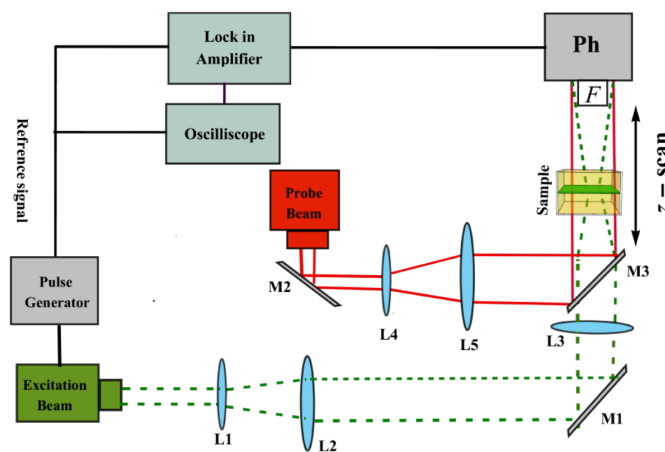 Lock in
Amplifier
Ph
F
Oscilliscope
Refrence signal
Probe
Beam
Sample
z – scan
M2
M3
Pulse
Generator
L4
L5
L3
Excitation
Beam
L1
L2
M1